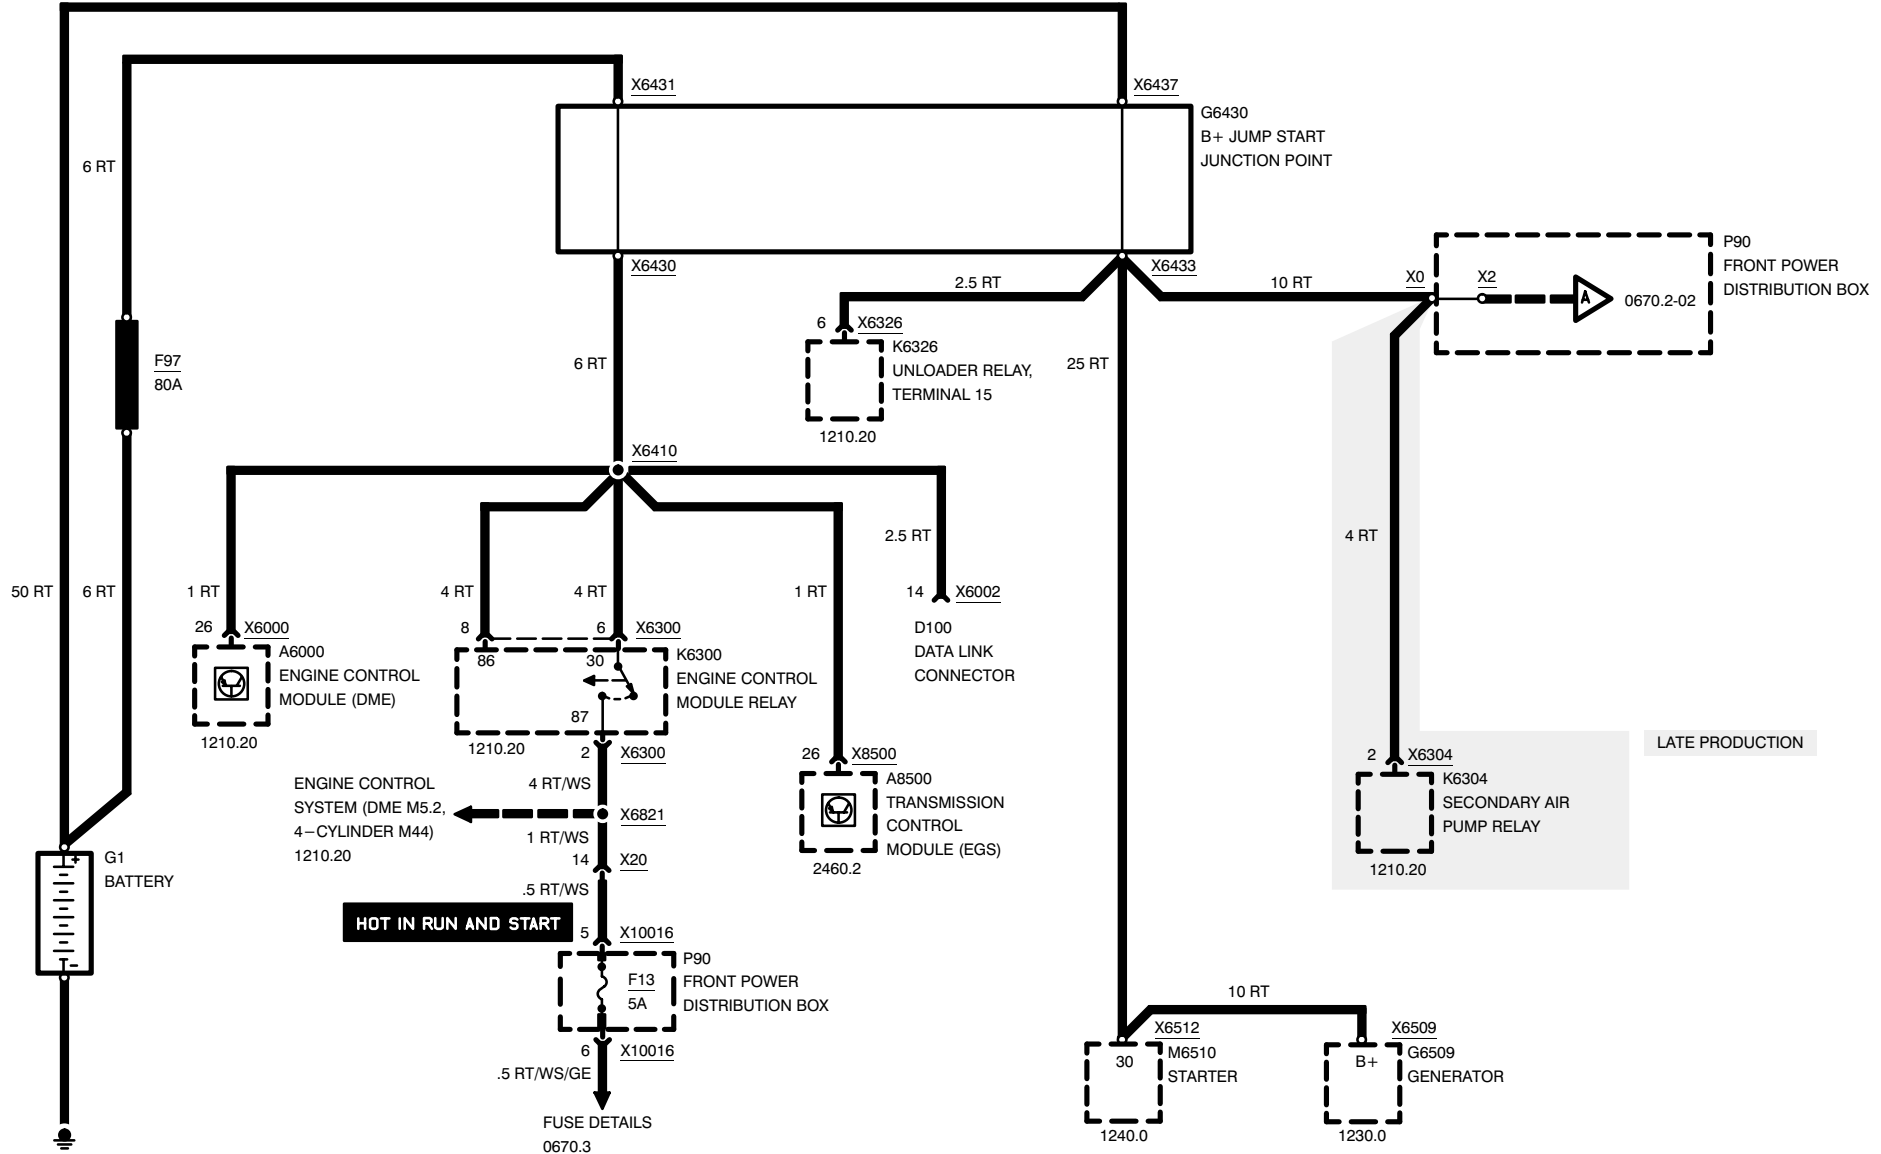 X6431
X6437
G6430
B+ JUMP START
JUNCTION POINT
6 RT
P90
FRONT POWER
DISTRIBUTION BOX
X6430
X6433
2.5 RT
10 RT
X0
X2
A
0670.2-02
6
X6326
K6326
UNLOADER RELAY,
TERMINAL 15
1210.20
F97
80A
6 RT
25 RT
X6410
4 RT
2.5 RT
14
X6002
D100
DATA LINK
CONNECTOR
50 RT
6 RT
1 RT
4 RT
4 RT
1 RT
26
X6000
A6000
ENGINE CONTROL
MODULE (DME)
1210.20
8
6
X6300
86
30
87
K6300
ENGINE CONTROL
MODULE RELAY
1210.20
2
X6300
26
X8500
A8500
TRANSMISSION
CONTROL
MODULE (EGS)
2460.2
LATE PRODUCTION
2
X6304
K6304
SECONDARY AIR
PUMP RELAY
1210.20
4 RT/WS
ENGINE CONTROL
SYSTEM (DME M5.2,
4-CYLINDER M44)
1210.20
X6821
1 RT/WS
14
X20
.5 RT/WS
G1
BATTERY
+
-
HOT IN RUN AND START
5
X10016
P90
FRONT POWER
DISTRIBUTION BOX
F13
5A
6
X10016
.5 RT/WS/GE
FUSE DETAILS
0670.3
10 RT
X6512
30
M6510
STARTER
1240.0
X6509
B+
G6509
GENERATOR
1230.0